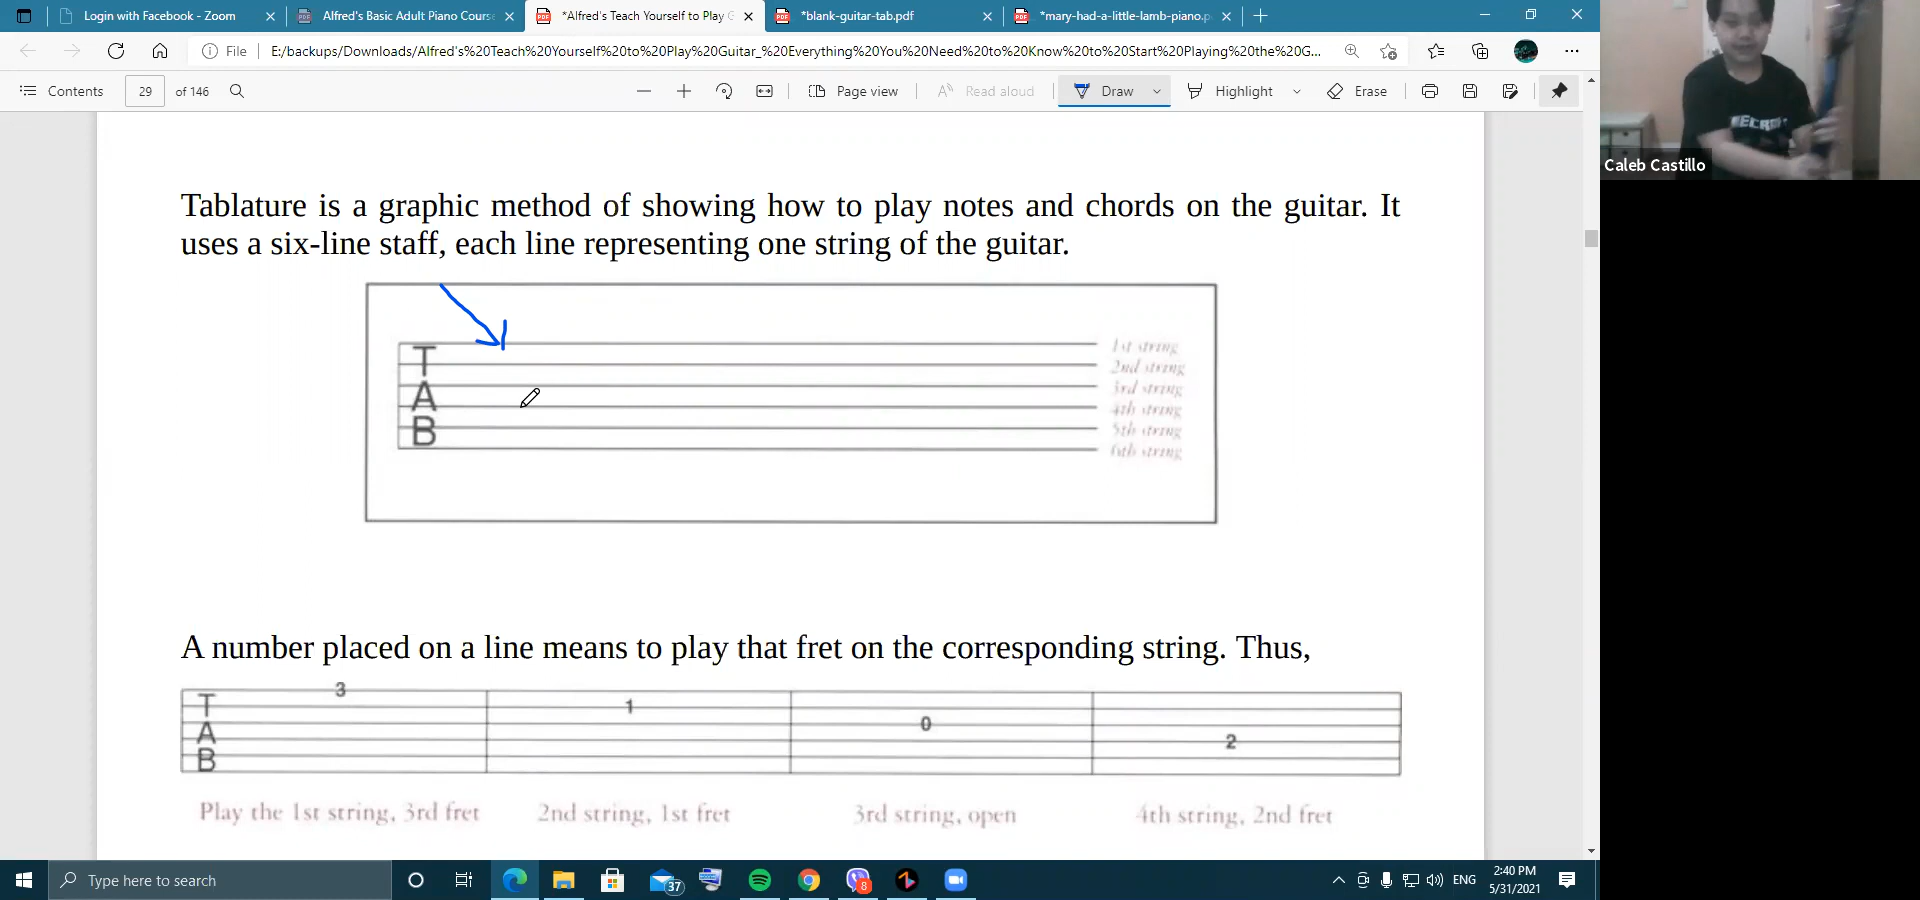 Login with Facebook - Zoom
Alfred's Basic Adult Piano Cours
*Alfred's Teach Yourself to Play G
*blank-guitar-tab.pdf
*mary-had-a-little-lamb-piano.p
File
E:/backups/Downloads/Alfred's%20Teach%20Yourself%20to%20Play%20Guitar_%20Everything%20You%20Need%20to%20Know%20to%20Start%20Playing%20the%20G...
Contents
29
of 146
Page view
Read aloud
Draw
Highlight
Erase
Caleb Castillo
Tablature is a graphic method of showing how to play notes and chords on the guitar. It
uses a six-line staff, each line representing one string of the guitar.
T
A
B
1st string
2nd string
3rd string
4th string
5th string
6th string
A number placed on a line means to play that fret on the corresponding string. Thus,
T
A
B
3
1
0
2
Play the 1st string, 3rd fret
2nd string, 1st fret
3rd string, open
4th string, 2nd fret
Type here to search
37
8
ENG
2:40 PM
5/31/2021